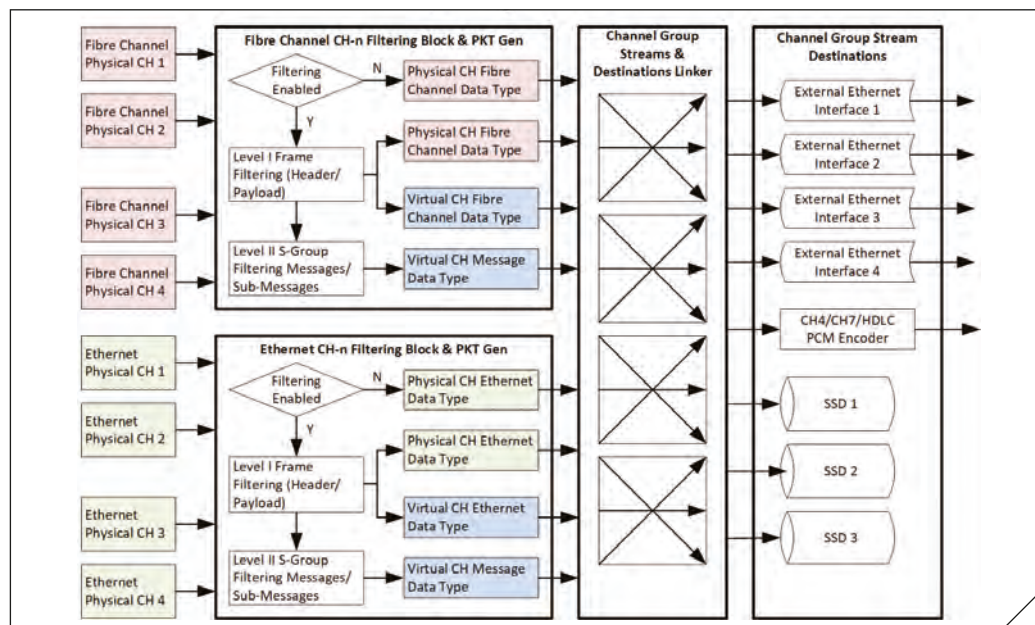 Fibre Channel
Physical CH 1
Fibre Channel
Physical CH 2
Fibre Channel
Physical CH 3
Fibre Channel
Physical CH 4
Ethernet
Physical CH 1
Ethernet
Physical CH 2
Ethernet
Physical CH 3
Ethernet
Physical CH 4
Fibre Channel CH-n Filtering Block & PKT Gen
Filtering
Enabled
N
Y
Physical CH Fibre
Channel Data Type
Level I Frame
Filtering (Header/
Payload)
Physical CH Fibre
Channel Data Type
Virtual CH Fibre
Channel Data Type
Level II S-Group
Filtering Messages/
Sub-Messages
Virtual CH Message
Data Type
Ethernet CH-n Filtering Block & PKT Gen
Filtering
Enabled
N
Y
Physical CH Ethernet
Data Type
Level I Frame
Filtering (Header/
Payload)
Physical CH Ethernet
Data Type
Virtual CH Ethernet
Data Type
Level II S-Group
Filtering Messages/
Sub-Messages
Virtual CH Message
Data Type
Channel Group
Streams &
Destinations Linker
Channel Group Stream
Destinations
External Ethernet
Interface 1
External Ethernet
Interface 2
External Ethernet
Interface 3
External Ethernet
Interface 4
CH4/CH7/HDLC
PCM Encoder
SSD 1
SSD 2
SSD 3